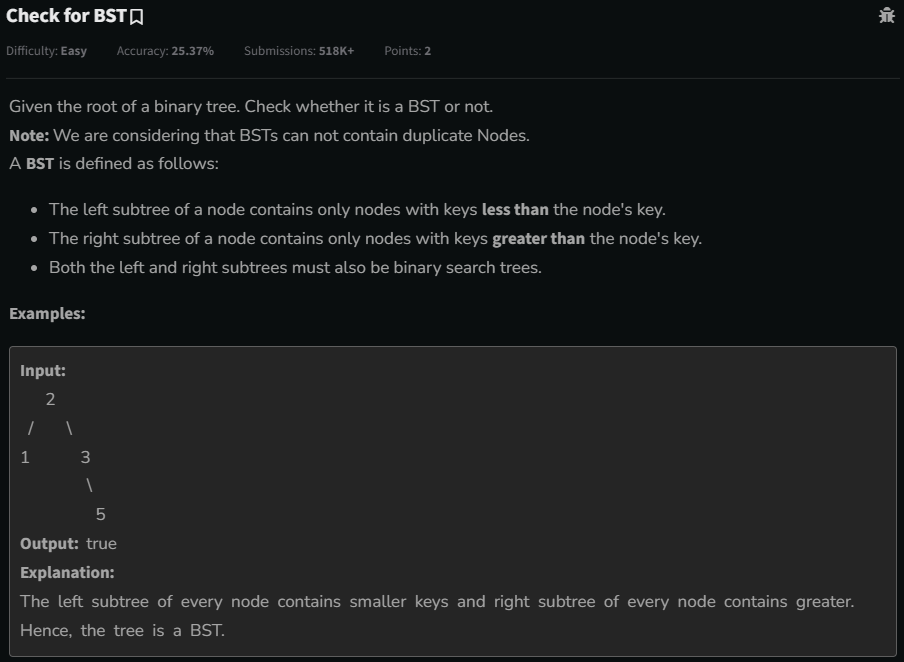 Check for BST
Difficulty: Easy Accuracy: 25.37% Submissions: 518K+ Points: 2
Given the root of a binary tree. Check whether it is a BST or not.
Note: We are considering that BSTs can not contain duplicate Nodes.
A BST is defined as follows:
• The left subtree of a node contains only nodes with keys less than the node's key.
• The right subtree of a node contains only nodes with keys greater than the node's key.
• Both the left and right subtrees must also be binary search trees.
Examples:
Input:
2
/ \
1 3
\
5
Output: true
Explanation:
The left subtree of every node contains smaller keys and right subtree of every node contains greater.
Hence, the tree is a BST.